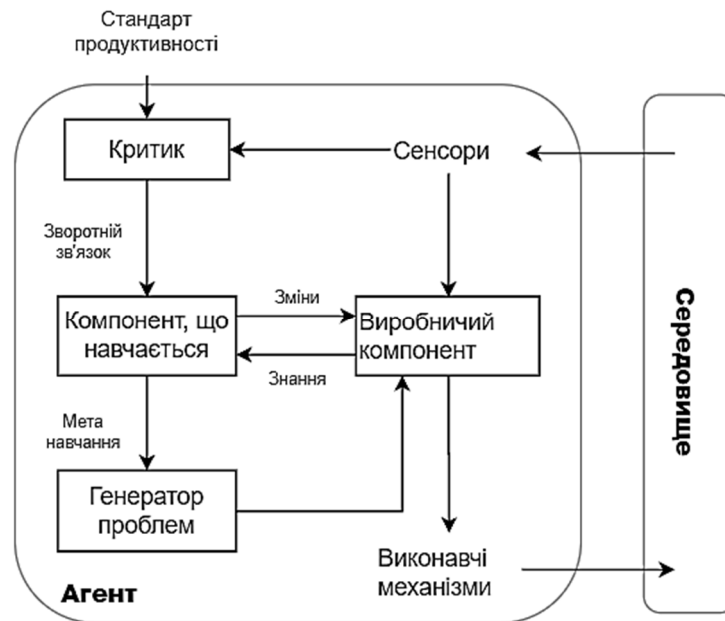 Стандарт
продуктивності
Критик
Сенсори
Зворотній
зв'язок
Зміни
Компонент, що
навчається
Виробничий
компонент
Знання
Мета
навчання
Генератор
проблем
Виконавчі
механізми
Агент
Середовище